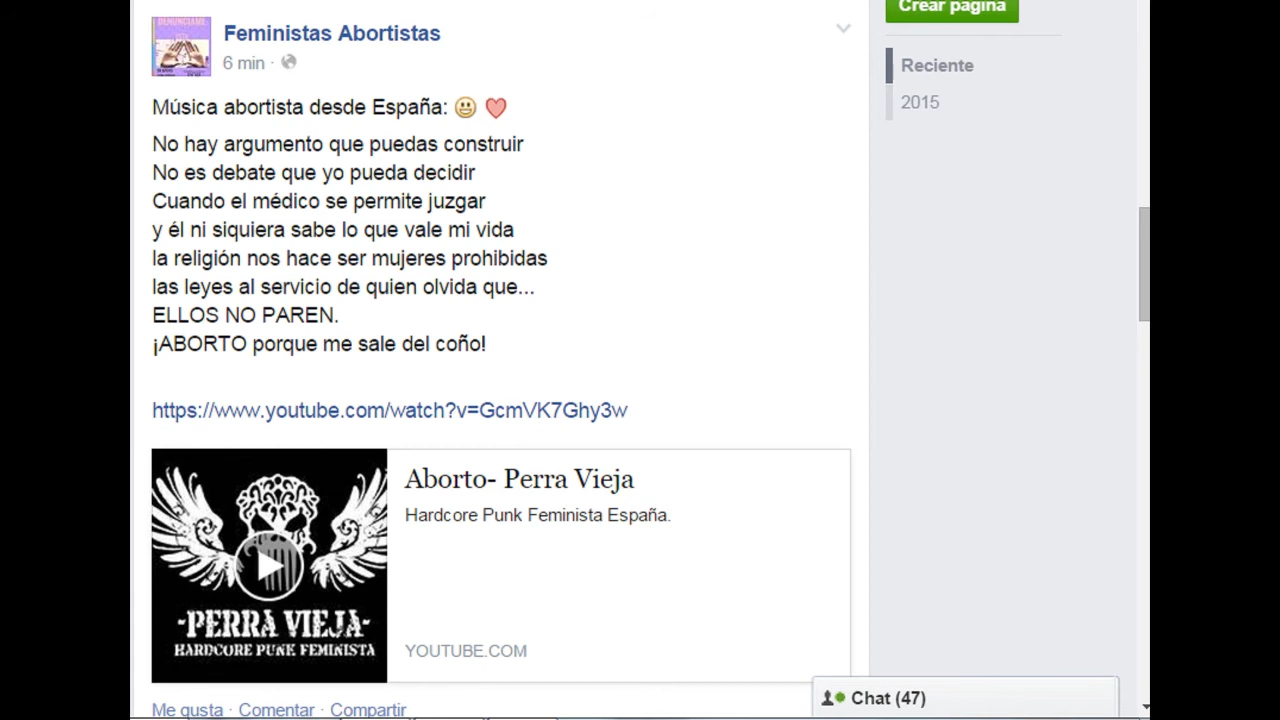 Crear página
DENUNCIAME
Feministas Abortistas
6 min ·
Reciente
2015
Música abortista desde España:
No hay argumento que puedas construir
No es debate que yo pueda decidir
Cuando el médico se permite juzgar
y él ni siquiera sabe lo que vale mi vida
la religión nos hace ser mujeres prohibidas
las leyes al servicio de quien olvida que...
ELLOS NO PAREN.
¡ABORTO porque me sale del coño!
https://www.youtube.com/watch?v=GcmVK7Ghy3w
Aborto- Perra Vieja
Hardcore Punk Feminista España.
-PERRA VIEJA-
HARDCORE PUNK FEMINISTA
YOUTUBE.COM
Chat (47)
Me gusta · Comentar · Compartir